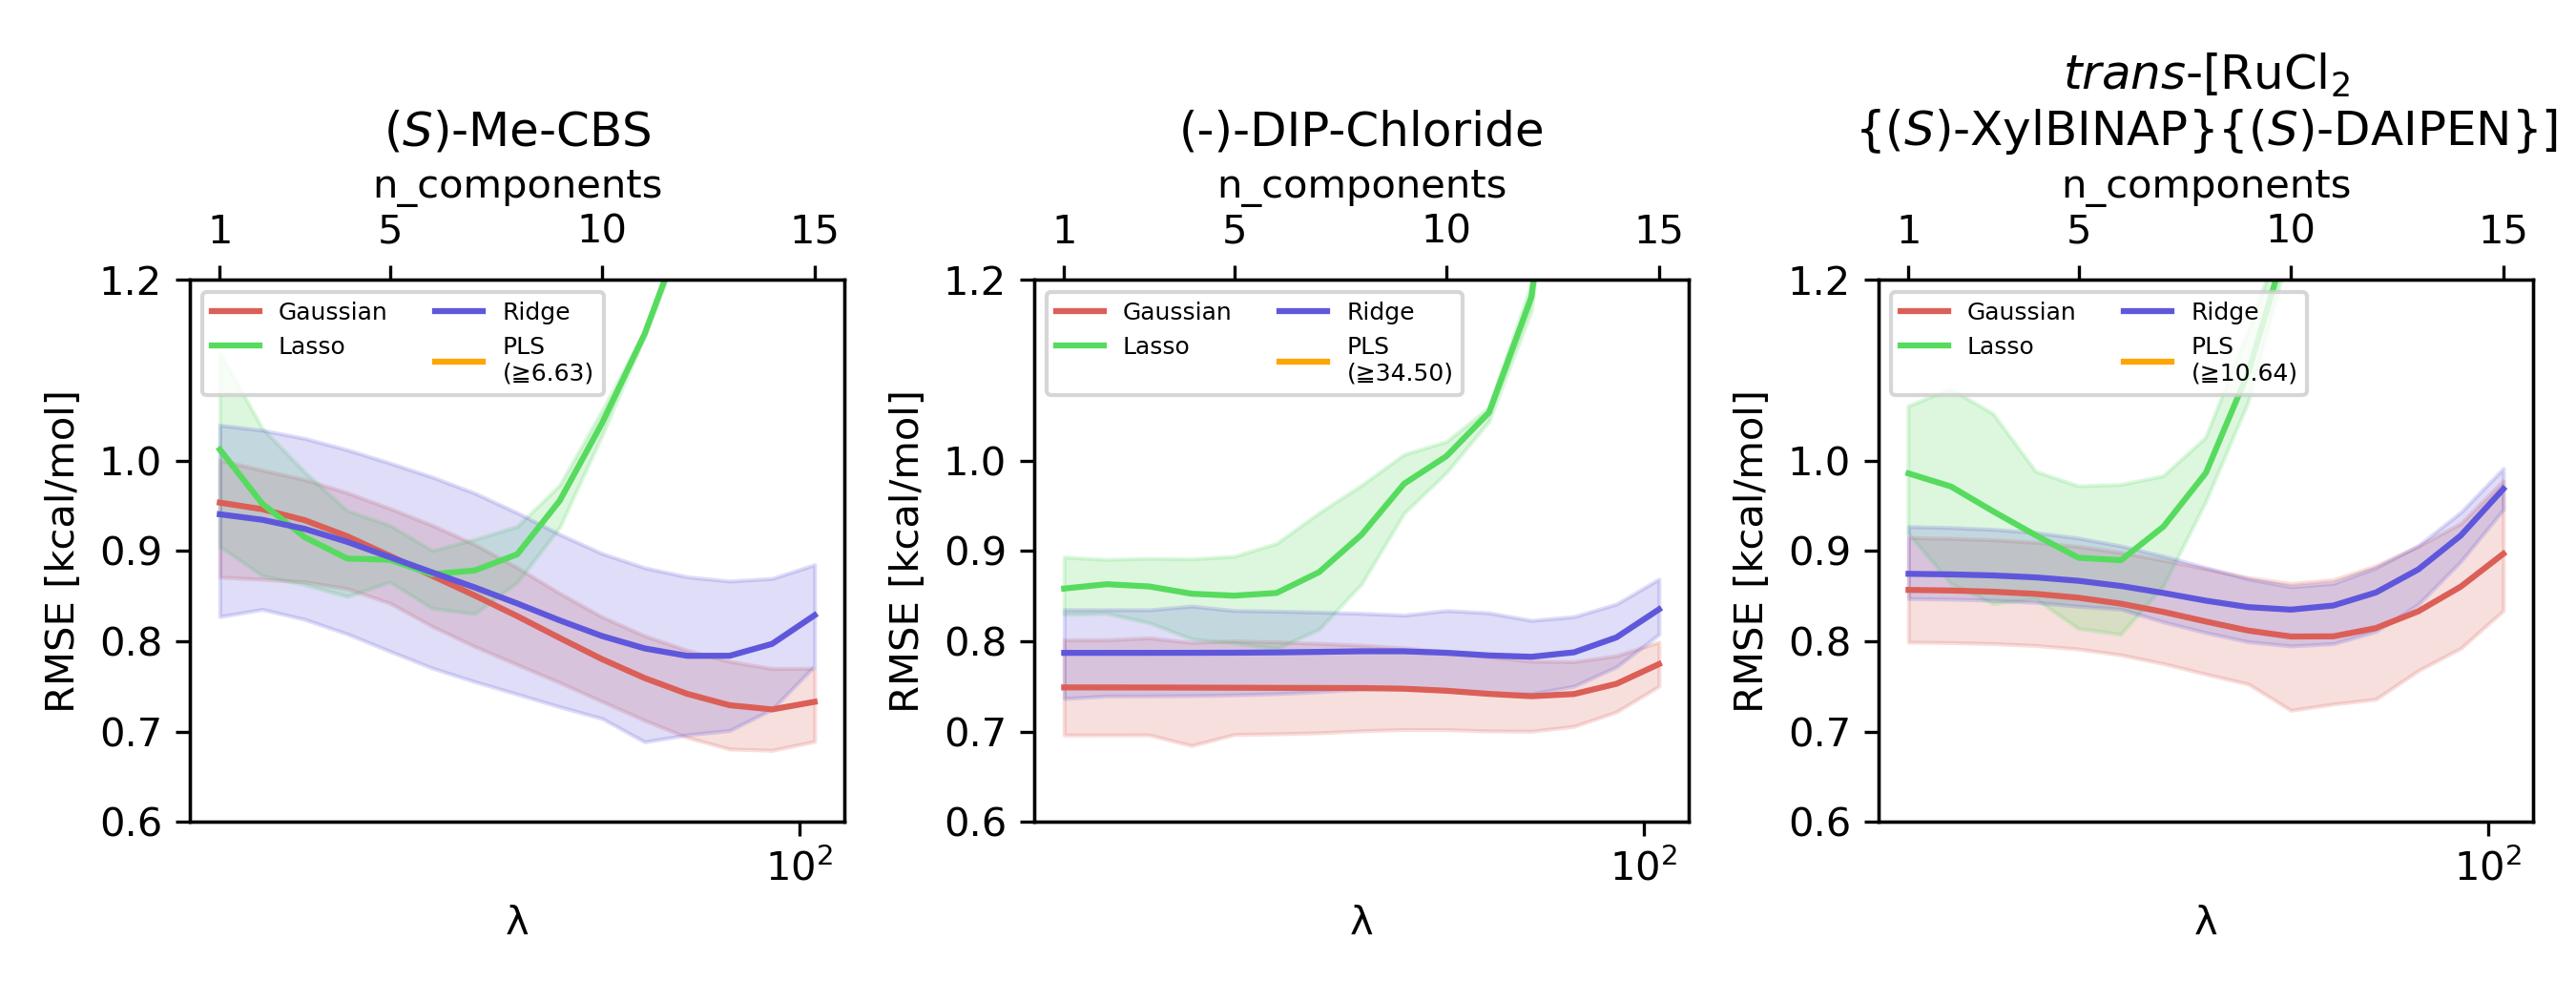 (S)-Me-CBS
n_components
1 5 10 15
1.2
1.0
0.9
0.8
0.7
0.6
RMSE [kcal/mol]
Gaussian
Lasso
Ridge
PLS
(≧6.63)
10²
λ
(-)-DIP-Chloride
n_components
1 5 10 15
1.2
1.0
0.9
0.8
0.7
0.6
RMSE [kcal/mol]
Gaussian
Lasso
Ridge
PLS
(≧34.50)
10²
λ
trans-[RuCl₂
{(S)-XylBINAP}{(S)-DAIPEN}]
n_components
1 5 10 15
1.2
1.0
0.9
0.8
0.7
0.6
RMSE [kcal/mol]
Gaussian
Lasso
Ridge
PLS
(≧10.64)
10²
λ